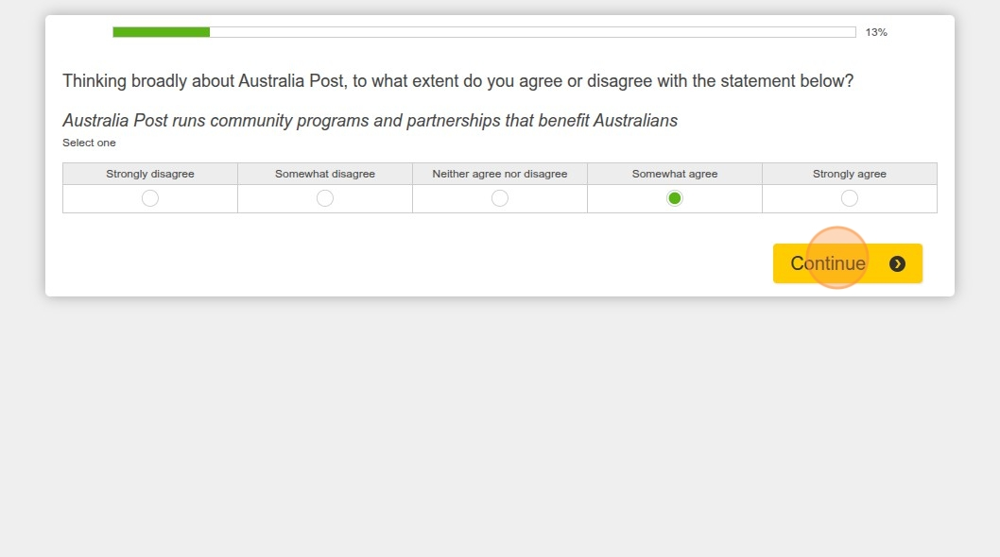 13%
Thinking broadly about Australia Post, to what extent do you agree or disagree with the statement below?
Australia Post runs community programs and partnerships that benefit Australians
Select one
Strongly disagree Somewhat disagree Neither agree nor disagree Somewhat agree Strongly agree
Continue